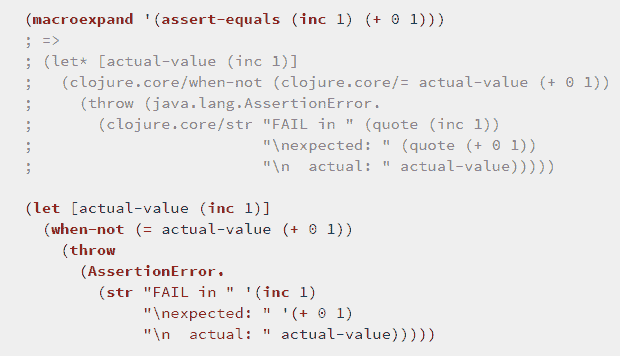 (macroexpand '(assert-equals (inc 1) (+ 0 1)))
; =>
; (let* [actual-value (inc 1)]
;   (clojure.core/when-not (clojure.core/= actual-value (+ 0 1))
;     (throw (java.lang.AssertionError.
;       (clojure.core/str "FAIL in " (quote (inc 1))
;                         "\nexpected: " (quote (+ 0 1))
;                         "\n  actual: " actual-value)))))

(let [actual-value (inc 1)]
  (when-not (= actual-value (+ 0 1))
    (throw
      (AssertionError.
        (str "FAIL in " '(inc 1)
             "\nexpected: " '(+ 0 1)
             "\n  actual: " actual-value)))))